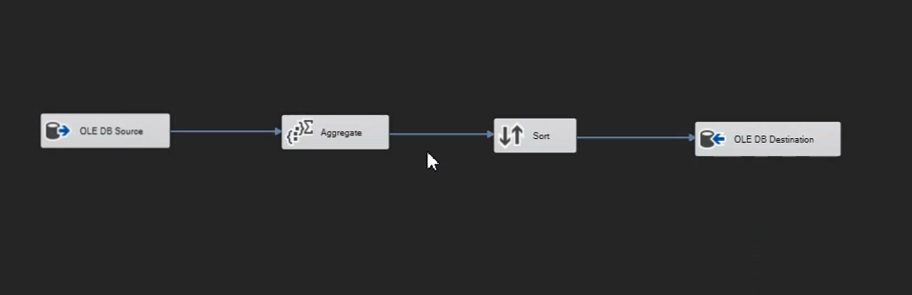 OLE DB Source
Aggregate
Sort
OLE DB Destination